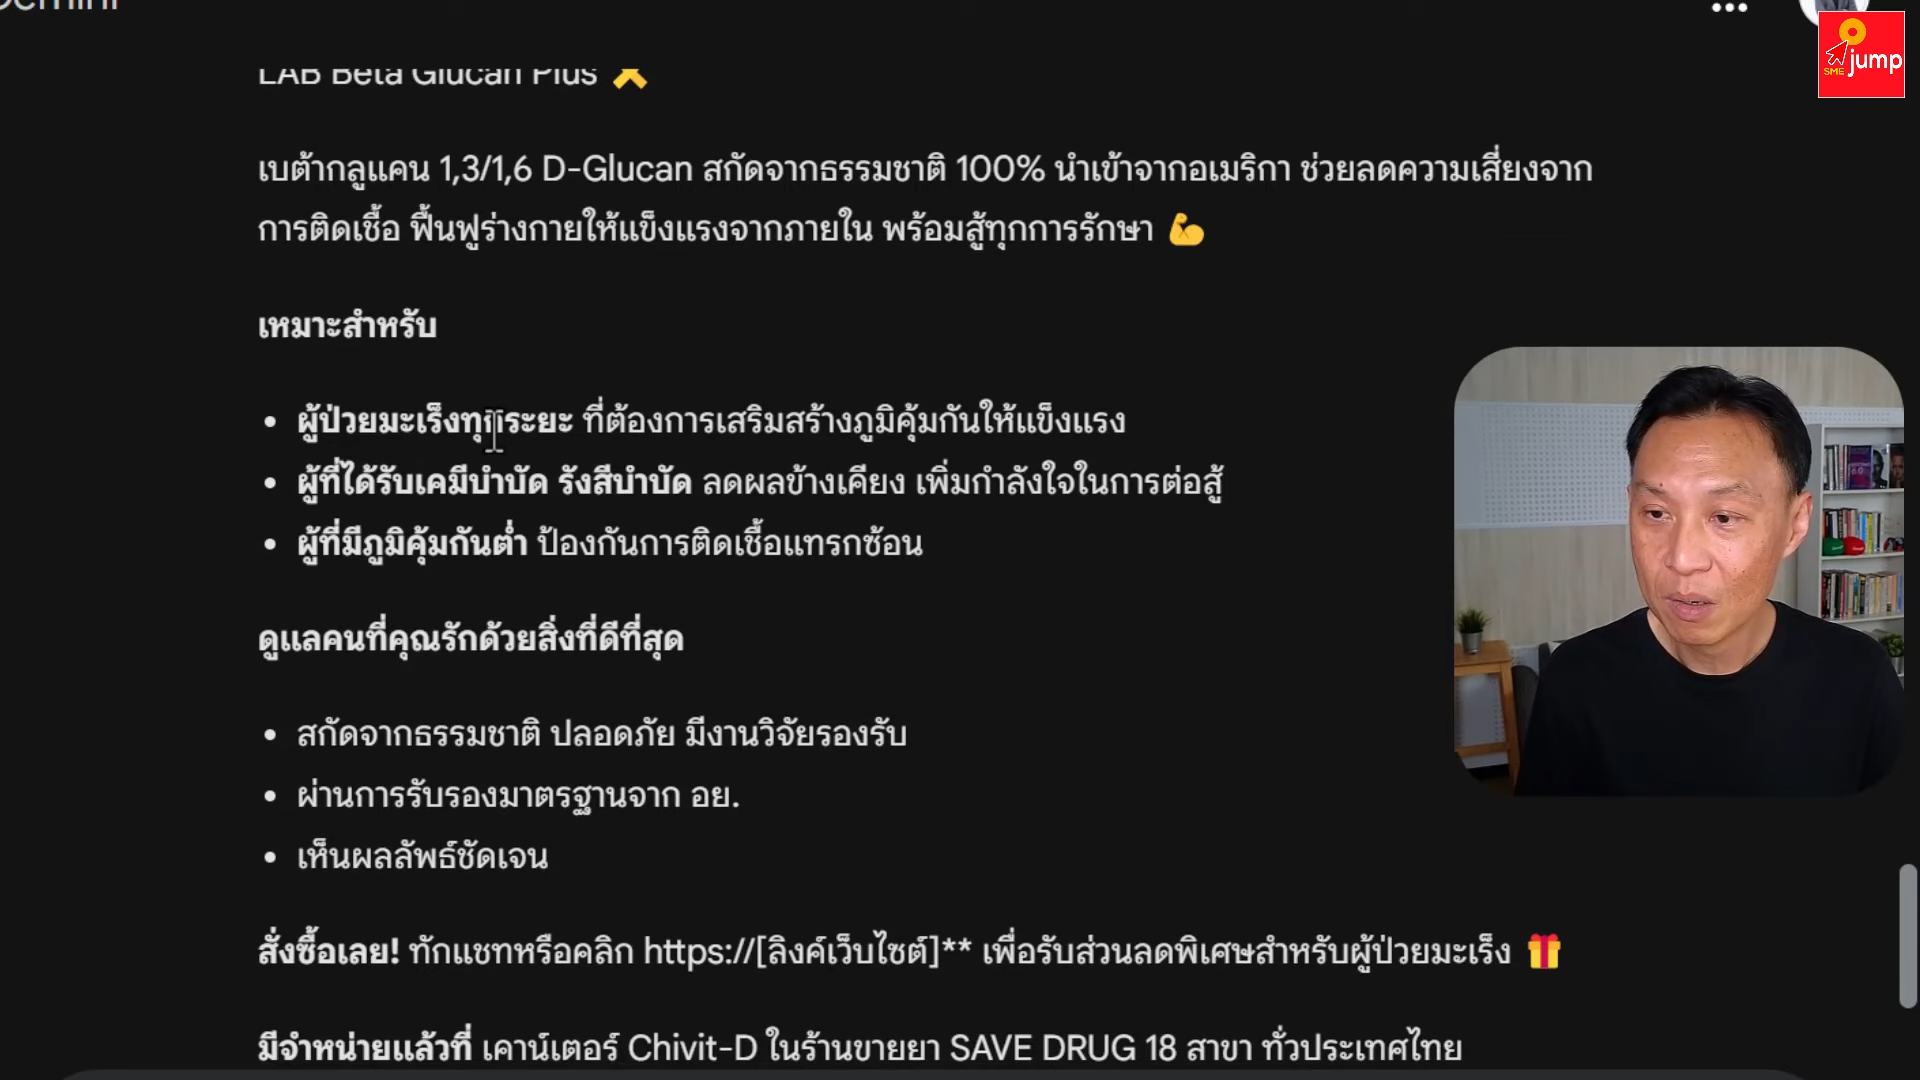 LAB Beta Glucan Plus
เบต้ากลูแคน 1,3/1,6 D-Glucan สกัดจากธรรมชาติ 100% นำเข้าจากอเมริกา ช่วยลดความเสี่ยงจาก
การติดเชื้อ ฟื้นฟูร่างกายให้แข็งแรงจากภายใน พร้อมสู้ทุกการรักษา 💪
เหมาะสำหรับ
• ผู้ป่วยมะเร็งทุกระยะ ที่ต้องการเสริมสร้างภูมิคุ้มกันให้แข็งแรง
• ผู้ที่ได้รับเคมีบำบัด รังสีบำบัด ลดผลข้างเคียง เพิ่มกำลังใจในการต่อสู้
• ผู้ที่มีภูมิคุ้มกันต่ำ ป้องกันการติดเชื้อแทรกซ้อน
ดูแลคนที่คุณรักด้วยสิ่งที่ดีที่สุด
• สกัดจากธรรมชาติ ปลอดภัย มีงานวิจัยรองรับ
• ผ่านการรับรองมาตรฐานจาก อย.
• เห็นผลลัพธ์ชัดเจน
สั่งซื้อเลย! ทักแชทหรือคลิก https://[ลิงค์เว็บไซต์]** เพื่อรับส่วนลดพิเศษสำหรับผู้ป่วยมะเร็ง 🎁
มีจำหน่ายแล้วที่ เคาน์เตอร์ Chivit-D ในร้านขายยา SAVE DRUG 18 สาขา ทั่วประเทศไทย
SME jump